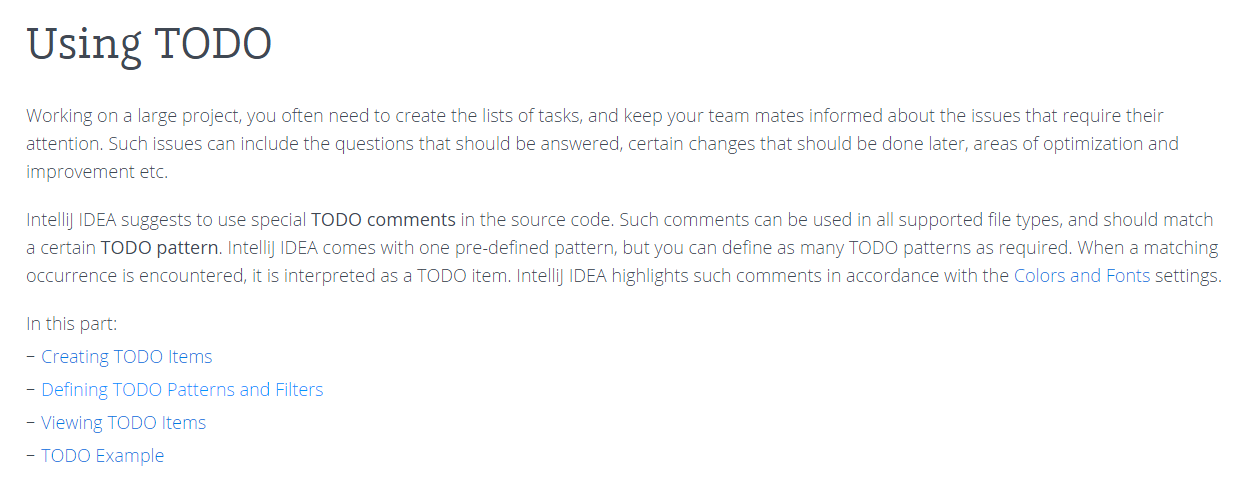 Using TODO
Working on a large project, you often need to create the lists of tasks, and keep your team mates informed about the issues that require their
attention. Such issues can include the questions that should be answered, certain changes that should be done later, areas of optimization and
improvement etc.
IntelliJ IDEA suggests to use special TODO comments in the source code. Such comments can be used in all supported file types, and should match
a certain TODO pattern. IntelliJ IDEA comes with one pre-defined pattern, but you can define as many TODO patterns as required. When a matching
occurrence is encountered, it is interpreted as a TODO item. IntelliJ IDEA highlights such comments in accordance with the Colors and Fonts settings.
In this part:
– Creating TODO Items
– Defining TODO Patterns and Filters
– Viewing TODO Items
– TODO Example